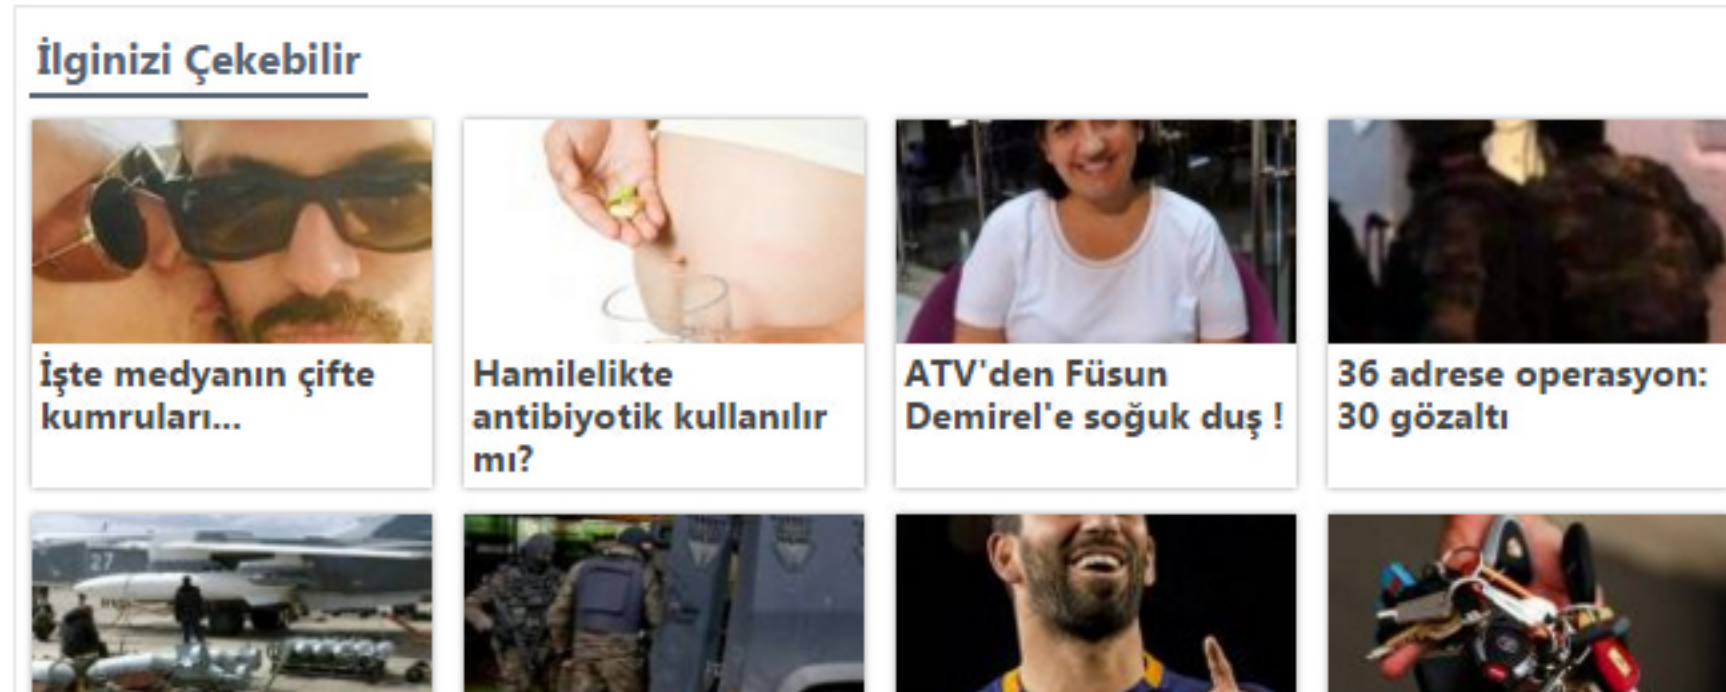 İlginizi Çekebilir
İşte medyanın çifte
kumruları...
Hamilelikte
antibiyotik kullanılır
mı?
ATV'den Füsun
Demirel'e soğuk duş !
36 adrese operasyon:
30 gözaltı
27